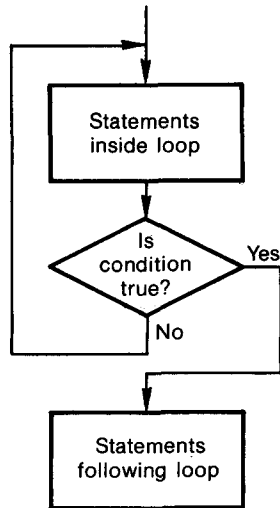 Statements
inside loop
Is
condition
true?
Yes
No
Statements
following loop